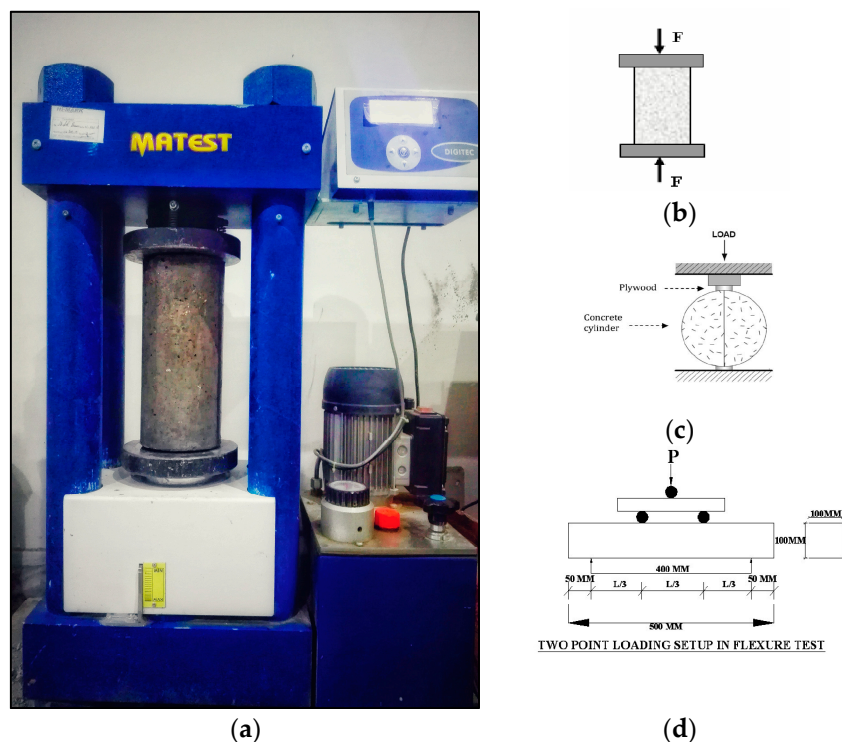 MATEST
DIGITEC
(a)
F
F
(b)
LOAD
Plywood
Concrete
cylinder
(c)
P
100MM
100MM
400 MM
50 MM L/3 L/3 L/3 50 MM
500 MM
TWO POINT LOADING SETUP IN FLEXURE TEST
(d)